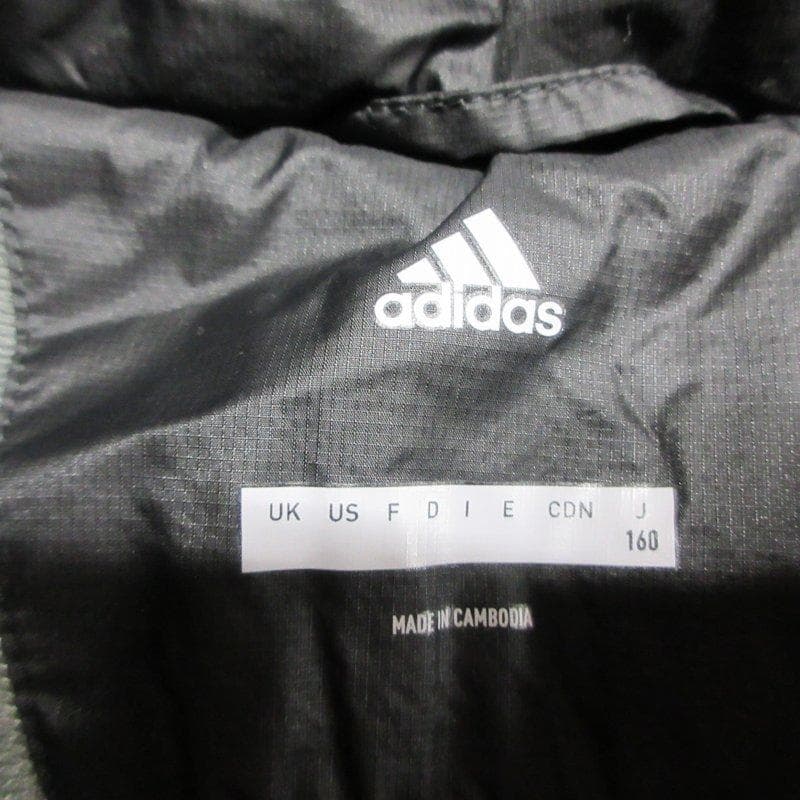 adidas
UK US F D I E CDN J
160
MADE IN CAMBODIA